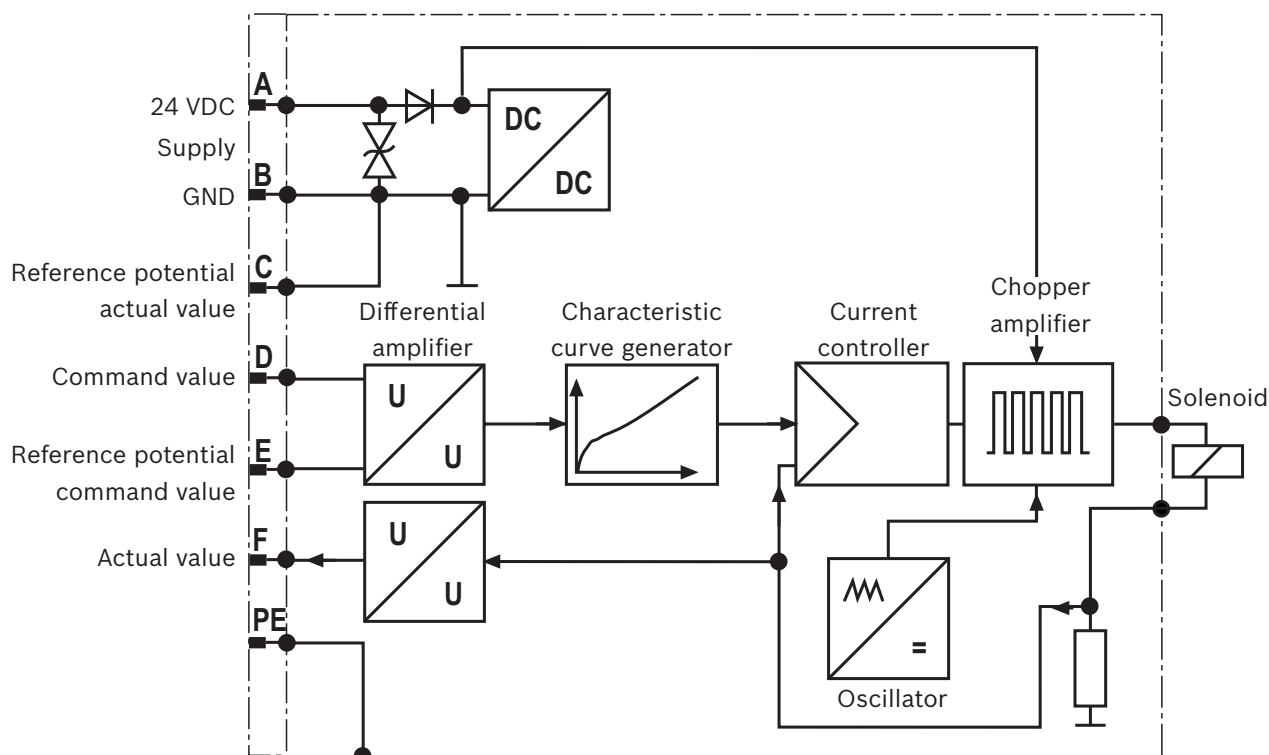 A
24 VDC
Supply
B
GND
DC
DC
C
Reference potential
actual value
Differential
amplifier
Characteristic
curve generator
Current
controller
Chopper
amplifier
D
Command value
U
U
E
Reference potential
command value
Solenoid
F
Actual value
U
U
=
Oscillator
PE